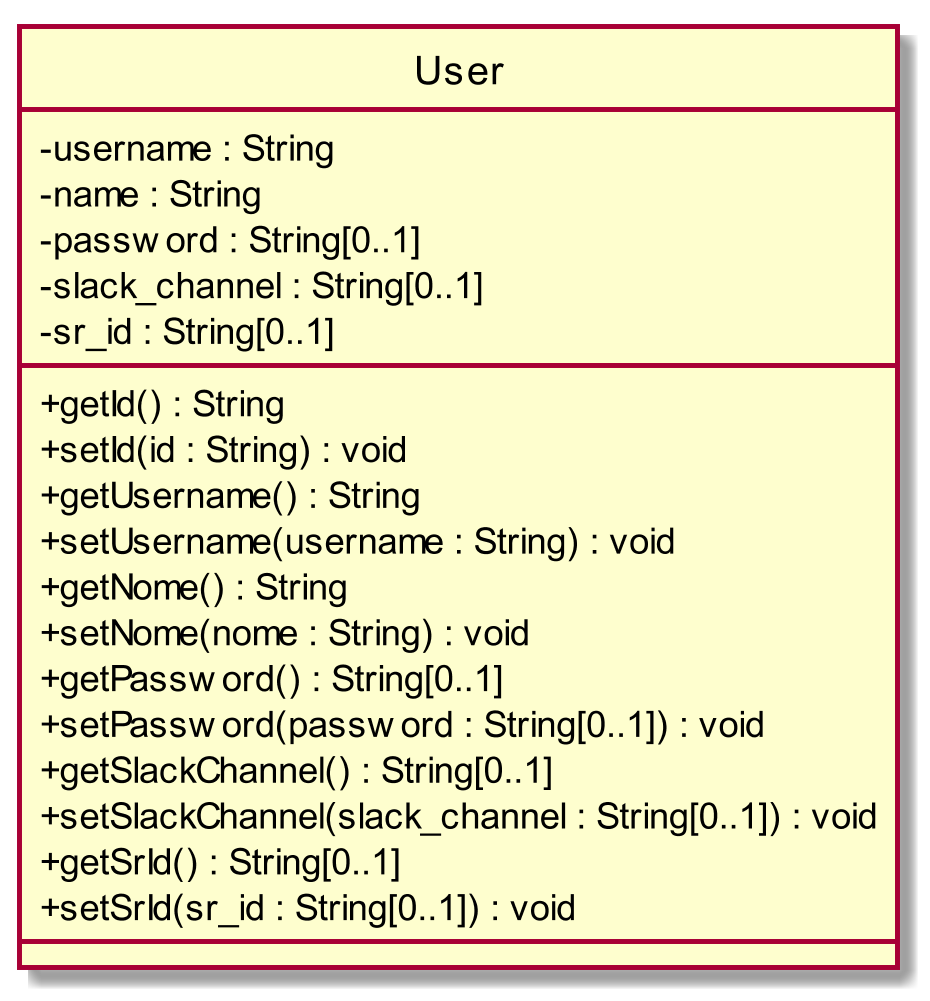 User
-username : String
-name : String
-password : String[0..1]
-slack_channel : String[0..1]
-sr_id : String[0..1]
+getId() : String
+setId(id : String) : void
+getUsername() : String
+setUsername(username : String) : void
+getNome() : String
+setNome(nome : String) : void
+getPassword() : String[0..1]
+setPassword(password : String[0..1]) : void
+getSlackChannel() : String[0..1]
+setSlackChannel(slack_channel : String[0..1]) : void
+getSrId() : String[0..1]
+setSrId(sr_id : String[0..1]) : void